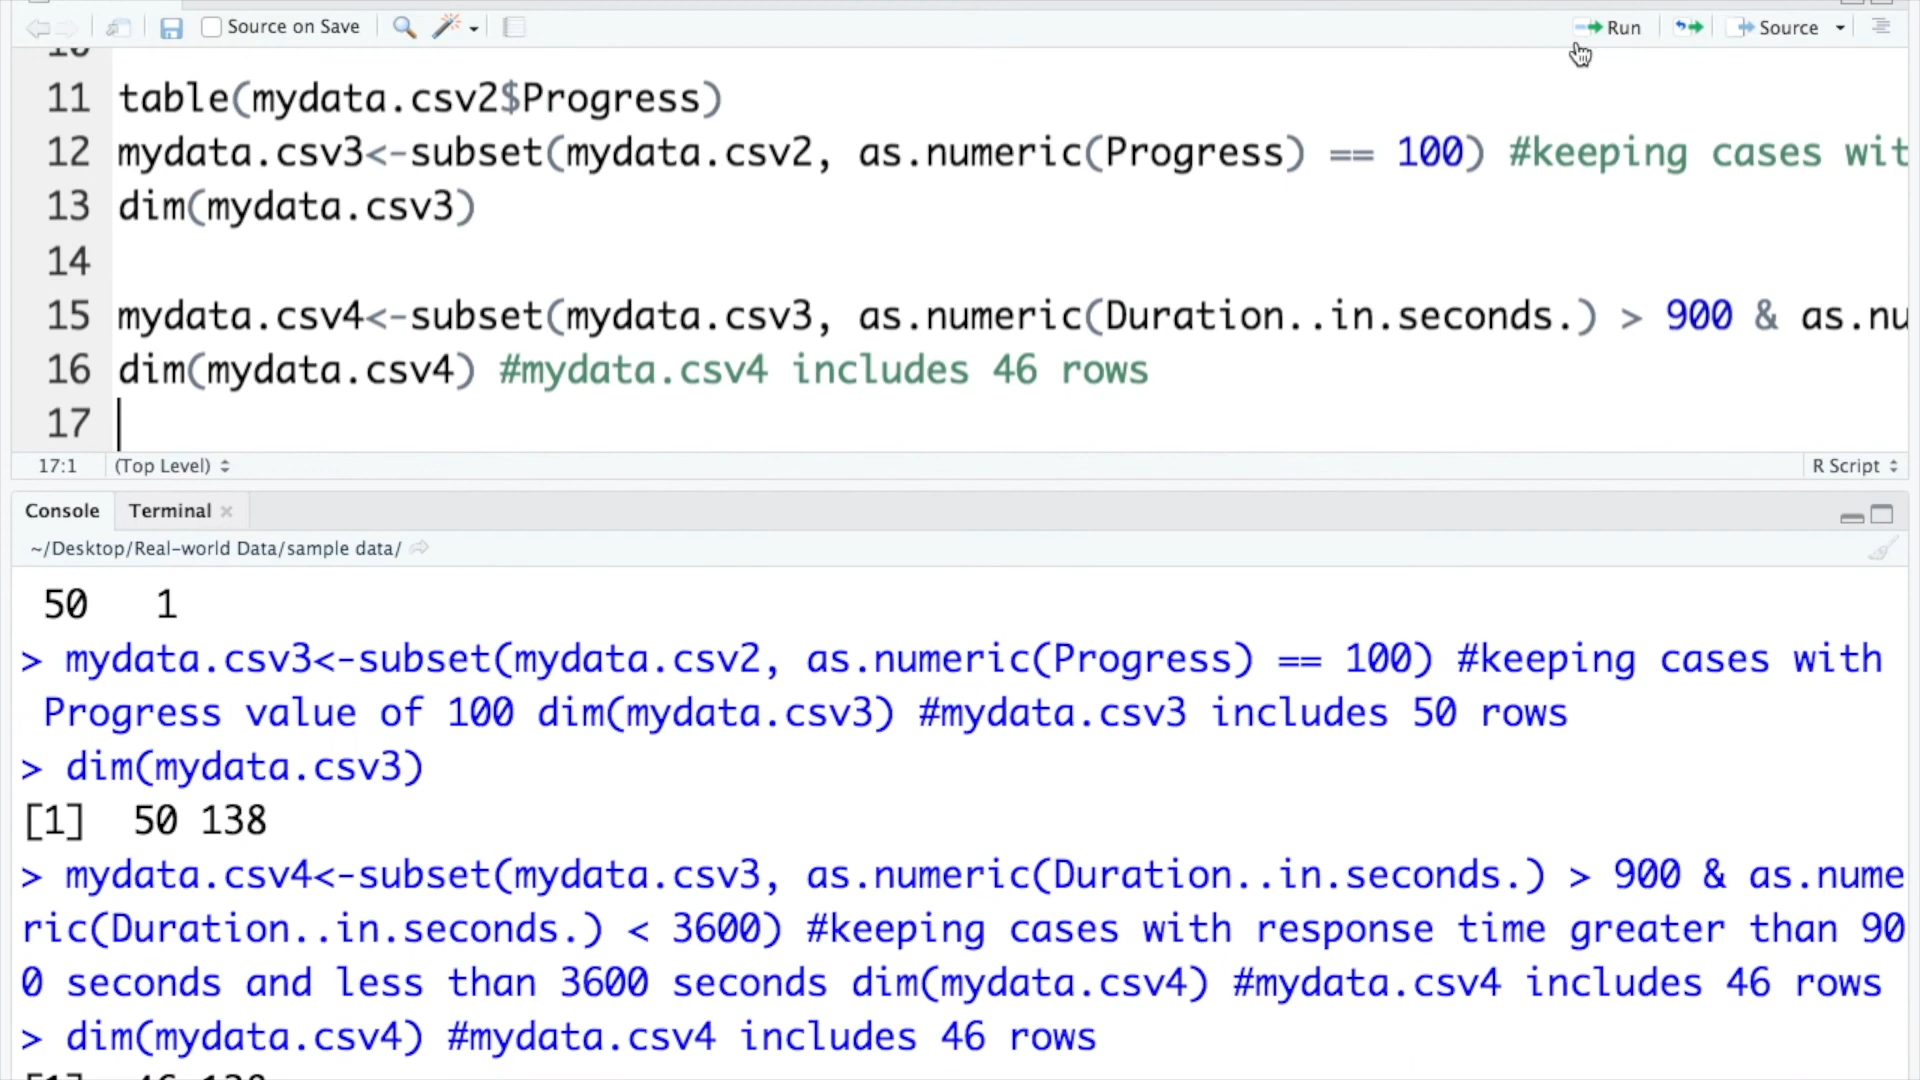 Source on Save
Run
Source
10
11 table(mydata.csv2$Progress)
12 mydata.csv3<-subset(mydata.csv2, as.numeric(Progress) == 100) #keeping cases wit
13 dim(mydata.csv3)
14
15 mydata.csv4<-subset(mydata.csv3, as.numeric(Duration..in.seconds.) > 900 & as.nu
16 dim(mydata.csv4) #mydata.csv4 includes 46 rows
17
17:1 (Top Level) R Script
Console Terminal
~/Desktop/Real-world Data/sample data/
50 1
> mydata.csv3<-subset(mydata.csv2, as.numeric(Progress) == 100) #keeping cases with
Progress value of 100 dim(mydata.csv3) #mydata.csv3 includes 50 rows
> dim(mydata.csv3)
[1] 50 138
> mydata.csv4<-subset(mydata.csv3, as.numeric(Duration..in.seconds.) > 900 & as.nume
ric(Duration..in.seconds.) < 3600) #keeping cases with response time greater than 90
0 seconds and less than 3600 seconds dim(mydata.csv4) #mydata.csv4 includes 46 rows
> dim(mydata.csv4) #mydata.csv4 includes 46 rows
[1] 46 138